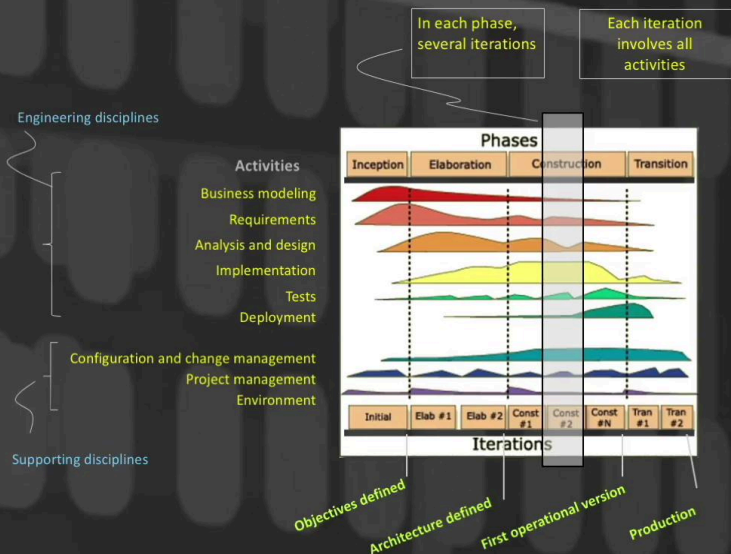 In each phase,
several iterations
Each iteration
involves all
activities
Engineering disciplines
Activities
Business modeling
Requirements
Analysis and design
Implementation
Tests
Deployment
Configuration and change management
Project management
Environment
Supporting disciplines
Phases
Inception Elaboration Construction Transition
Initial Elab #1 Elab #2 Const #1 Const #2 Const #N Tran #1 Tran #2
Iterations
Objectives defined
Architecture defined
First operational version
Production